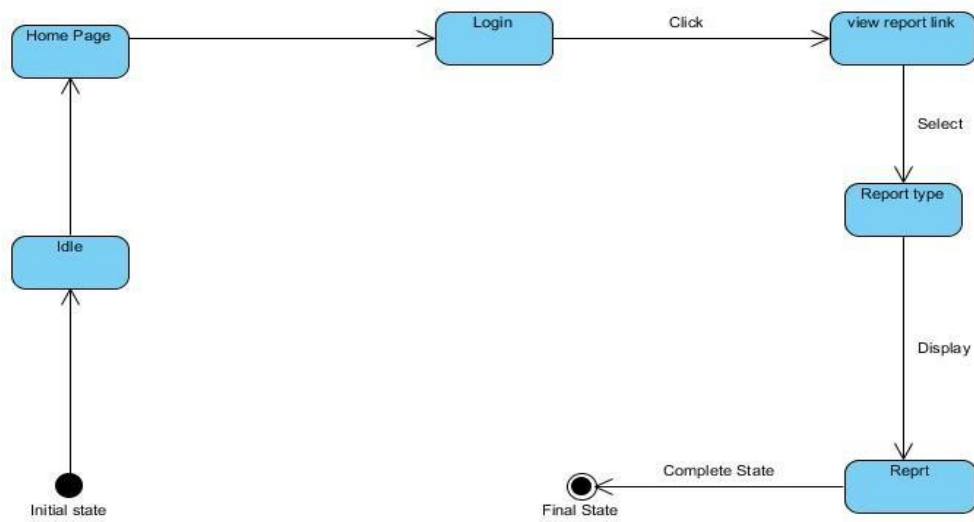 Home Page
Login
Click
view report link
Select
Report type
Idle
Display
Reprt
Complete State
Initial state
Final State